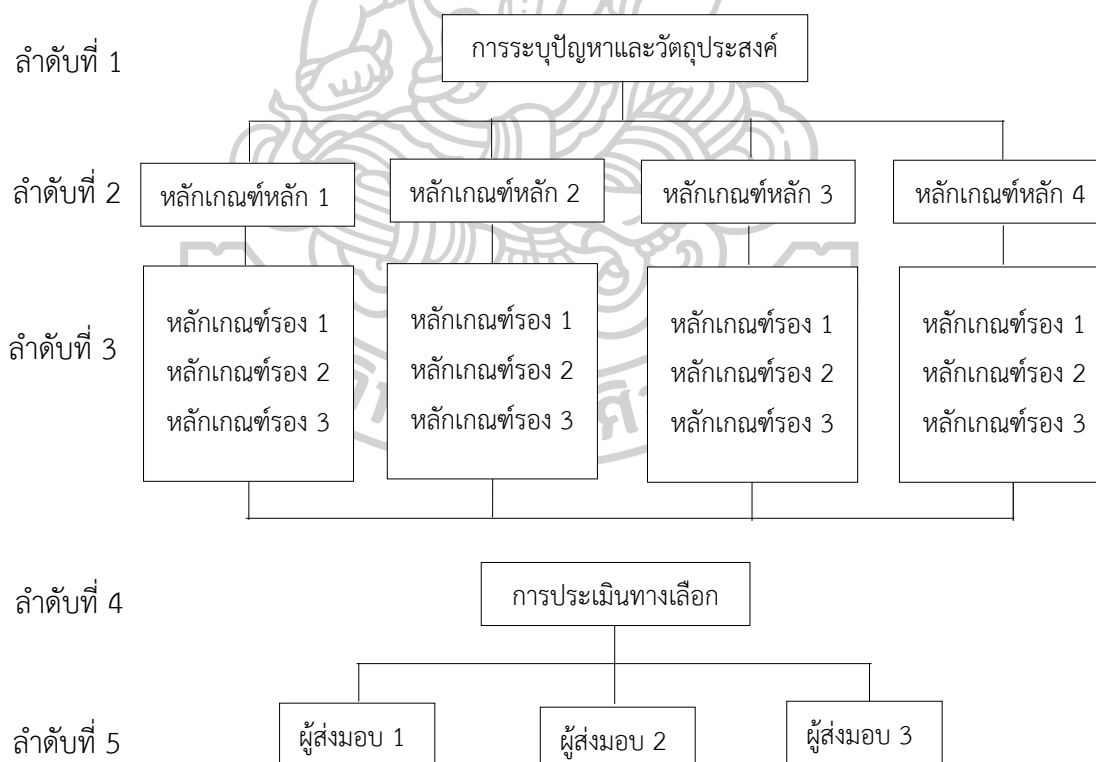 ลำดับที่ 1
การระบุปัญหาและวัตถุประสงค์
ลำดับที่ 2
หลักเกณฑ์หลัก 1
หลักเกณฑ์หลัก 2
หลักเกณฑ์หลัก 3
หลักเกณฑ์หลัก 4
ลำดับที่ 3
หลักเกณฑ์รอง 1
หลักเกณฑ์รอง 2
หลักเกณฑ์รอง 3
หลักเกณฑ์รอง 1
หลักเกณฑ์รอง 2
หลักเกณฑ์รอง 3
หลักเกณฑ์รอง 1
หลักเกณฑ์รอง 2
หลักเกณฑ์รอง 3
หลักเกณฑ์รอง 1
หลักเกณฑ์รอง 2
หลักเกณฑ์รอง 3
ลำดับที่ 4
การประเมินทางเลือก
ลำดับที่ 5
ผู้ส่งมอบ 1
ผู้ส่งมอบ 2
ผู้ส่งมอบ 3